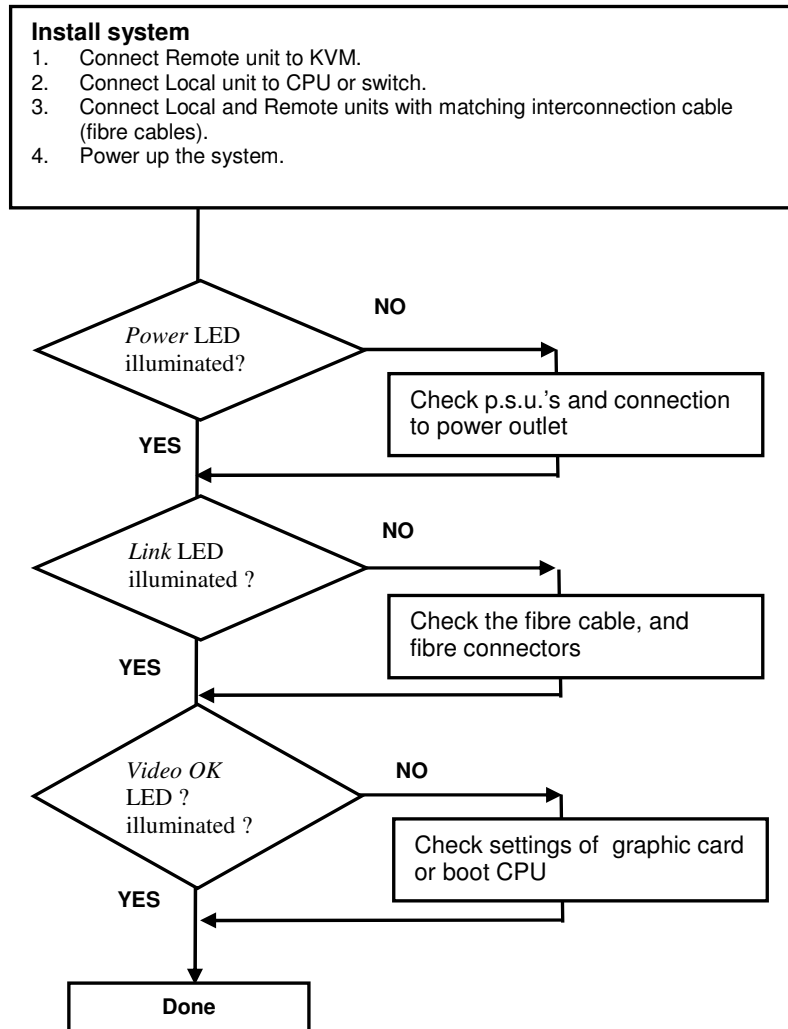 Install system
1. Connect Remote unit to KVM.
2. Connect Local unit to CPU or switch.
3. Connect Local and Remote units with matching interconnection cable
(fibre cables).
4. Power up the system.
Power LED
illuminated?
NO
Check p.s.u.'s and connection
to power outlet
YES
Link LED
illuminated ?
NO
Check the fibre cable, and
fibre connectors
YES
Video OK
LED ?
illuminated ?
NO
Check settings of graphic card
or boot CPU
YES
Done